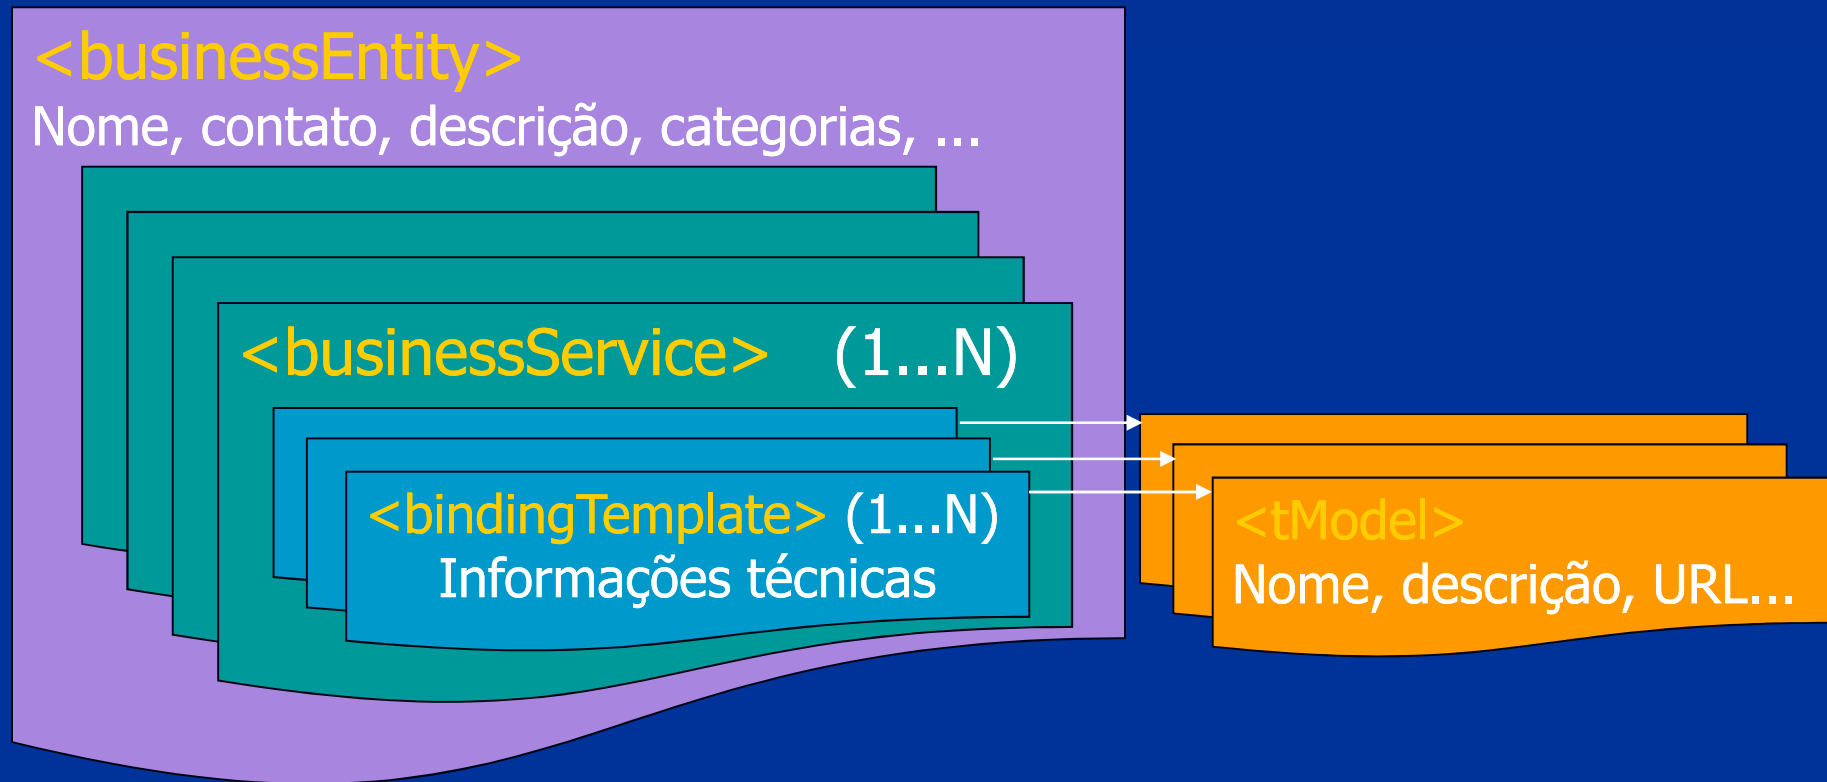 <businessEntity>
Nome, contato, descrição, categorias, ...
<businessService> (1...N)
<bindingTemplate> (1...N)
Informações técnicas
<tModel>
Nome, descrição, URL...